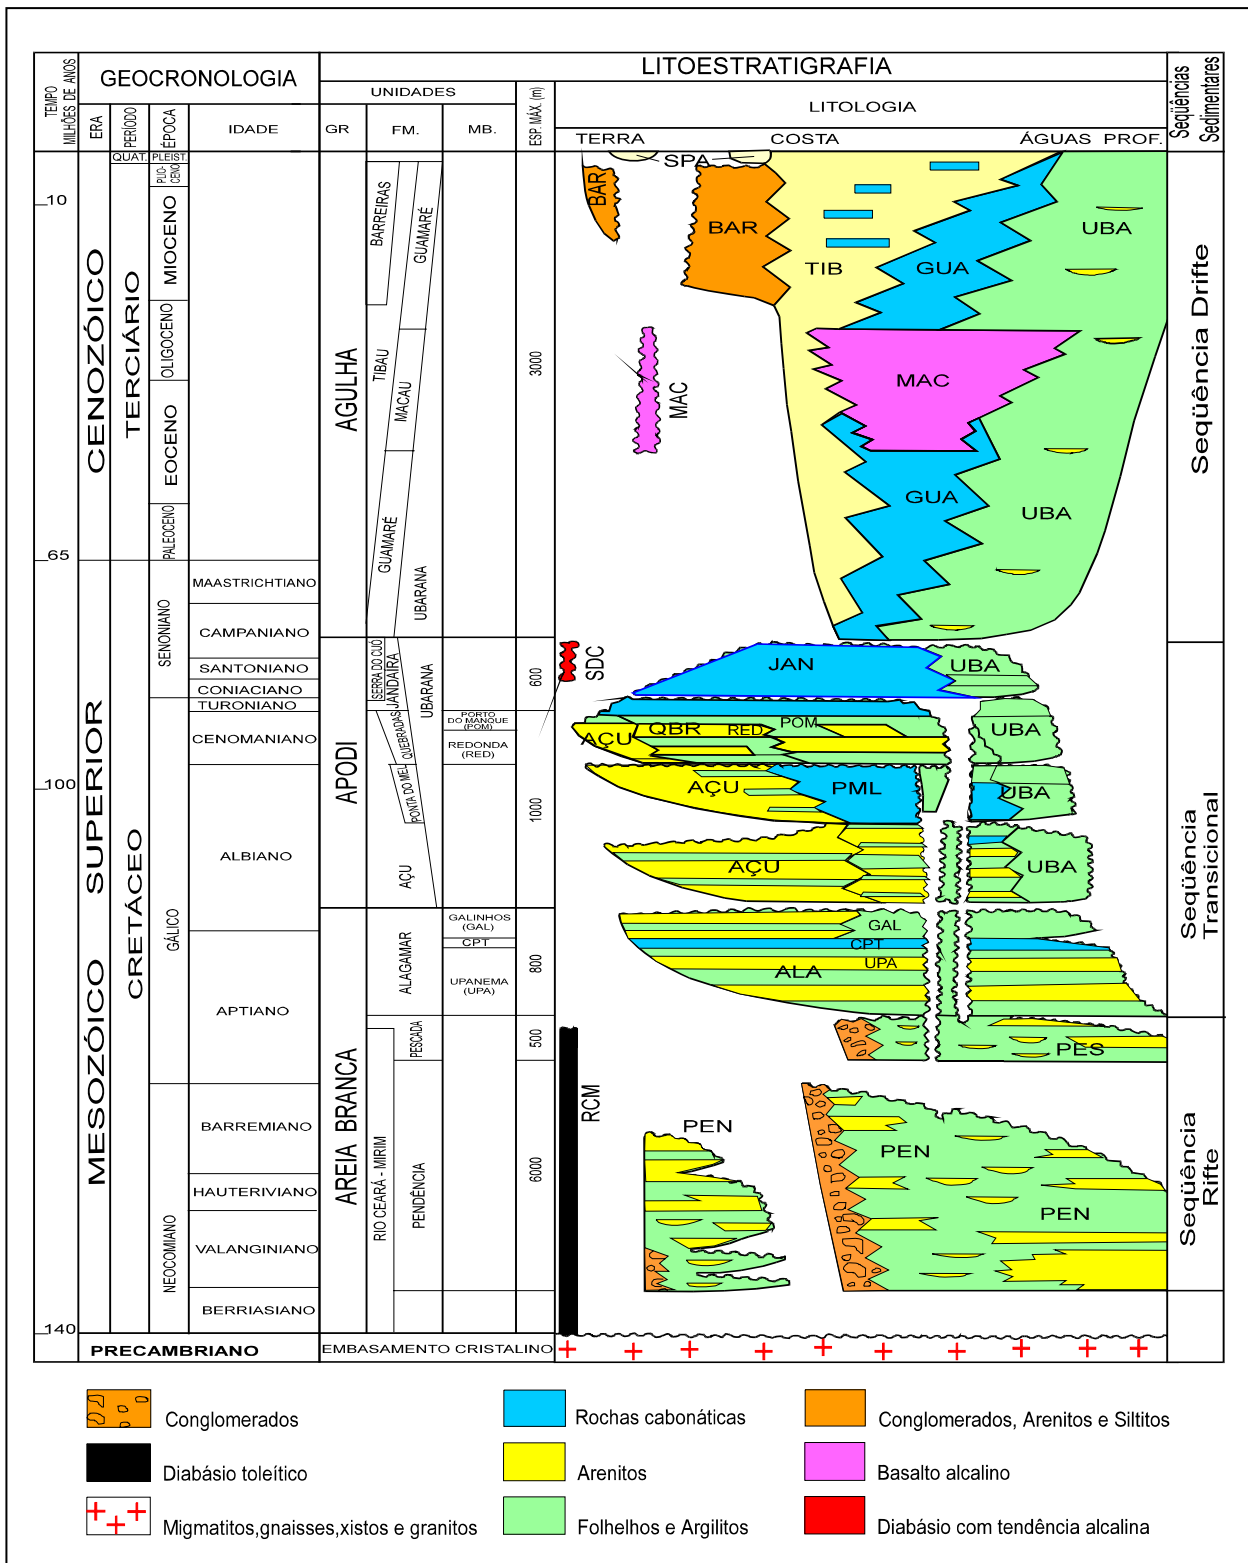 TEMPO
MILHÕES DE ANOS
GEOCRONOLOGIA
ERA
PERÍODO
ÉPOCA
IDADE
LITOESTRATIGRAFIA
UNIDADES
GR
FM.
MB.
ESP. MÁX. (m)
LITOLOGIA
TERRA
COSTA
ÁGUAS PROF.
Seqüências
Sedimentares
10
65
100
140
CENOZÓICO
MESOZÓICO SUPERIOR
QUAT.
TERCIÁRIO
CRETÁCEO
PLEIST.
PLIO-
CENO
MIOCENO
OLIGOCENO
EOCENO
PALEOCENO
SENONIANO
GÁLICO
NEOCOMIANO
MAASTRICHTIANO
CAMPANIANO
SANTONIANO
CONIACIANO
TURONIANO
CENOMANIANO
ALBIANO
APTIANO
BARREMIANO
HAUTERIVIANO
VALANGINIANO
BERRIASIANO
PRECAMBRIANO
EMBASAMENTO CRISTALINO
AGULHA
APODI
AREIA BRANCA
BARREIRAS
GUAMARÉ
TIBAU
MACAU
GUAMARÉ
UBARANA
SERRA DO CUÓ
JANDAÍRA
UBARANA
QUEBRADAS
PONTA DO MEL
AÇU
ALAGAMAR
PESCADA
RIO CEARÁ - MIRIM
PENDÊNCIA
PORTO
DO MANQUE
(POM)
REDONDA
(RED)
GALINHOS
(GAL)
CPT
UPANEMA
(UPA)
3000
600
1000
800
500
6000
SPA
BAR
BAR
TIB
GUA
UBA
MAC
MAC
GUA
UBA
SDC
JAN
UBA
AÇU
QBR
RED
POM
UBA
AÇU
PML
UBA
AÇU
UBA
GAL
CPT
UPA
ALA
PES
RCM
PEN
PEN
PEN
Seqüência Drifte
Seqüência
Transicional
Seqüência
Rifte
Conglomerados
Rochas cabonáticas
Conglomerados, Arenitos e Siltitos
Diabásio toleítico
Arenitos
Basalto alcalino
Migmatitos,gnaisses,xistos e granitos
Folhelhos e Argilitos
Diabásio com tendência alcalina